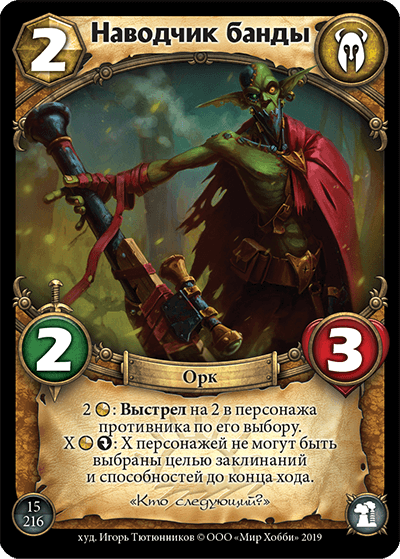 2
Наводчик банды
2
3
Орк
2 : Выстрел на 2 в персонажа
противника по его выбору.
X : X персонажей не могут быть
выбраны целью заклинаний
и способностей до конца хода.
«Кто следующий?»
15
216
худ. Игорь Тютюнников © ООО «Мир Хобби» 2019